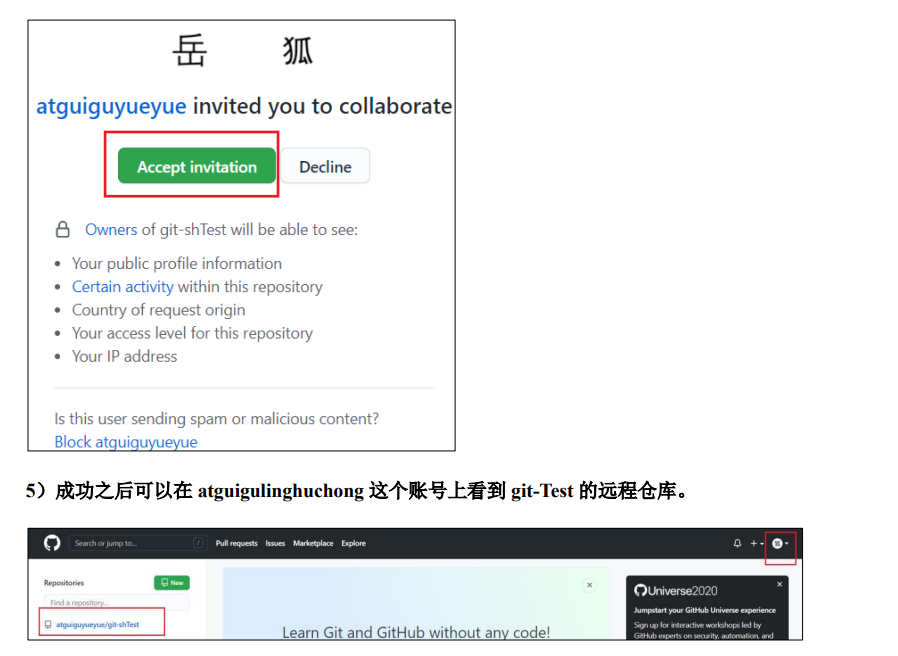 岳 狐
atguiguyueyue invited you to collaborate
Accept invitation Decline
Owners of git-shTest will be able to see:
• Your public profile information
• Certain activity within this repository
• Country of request origin
• Your access level for this repository
• Your IP address
Is this user sending spam or malicious content?
Block atguiguyueyue
5）成功之后可以在 atguigulinghuchong 这个账号上看到 git-Test 的远程仓库。
Search or jump to... / Pull requests Issues Marketplace Explore 狐
Repositories New
Find a repository...
atguiguyueyue/git-shTest
Learn Git and GitHub without any code!
Universe2020
Jumpstart your GitHub Universe experience
Sign up for interactive workshops led by
GitHub experts on security, automation, and